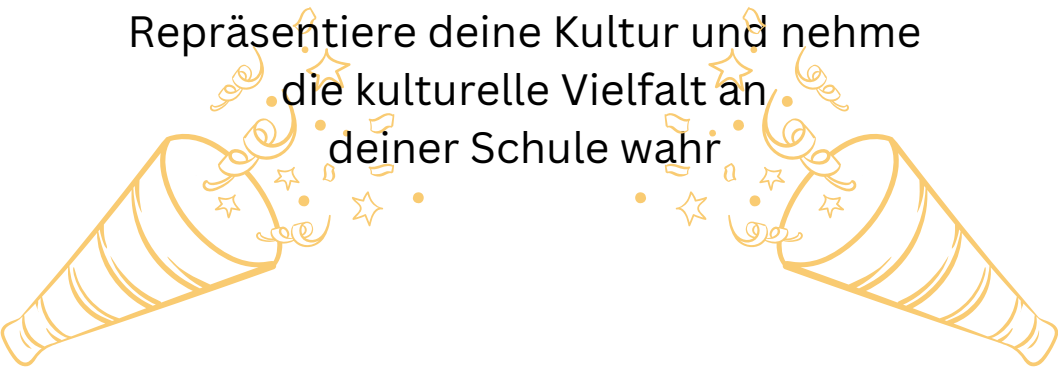 Repräsentiere deine Kultur und nehme
die kulturelle Vielfalt an
deiner Schule wahr